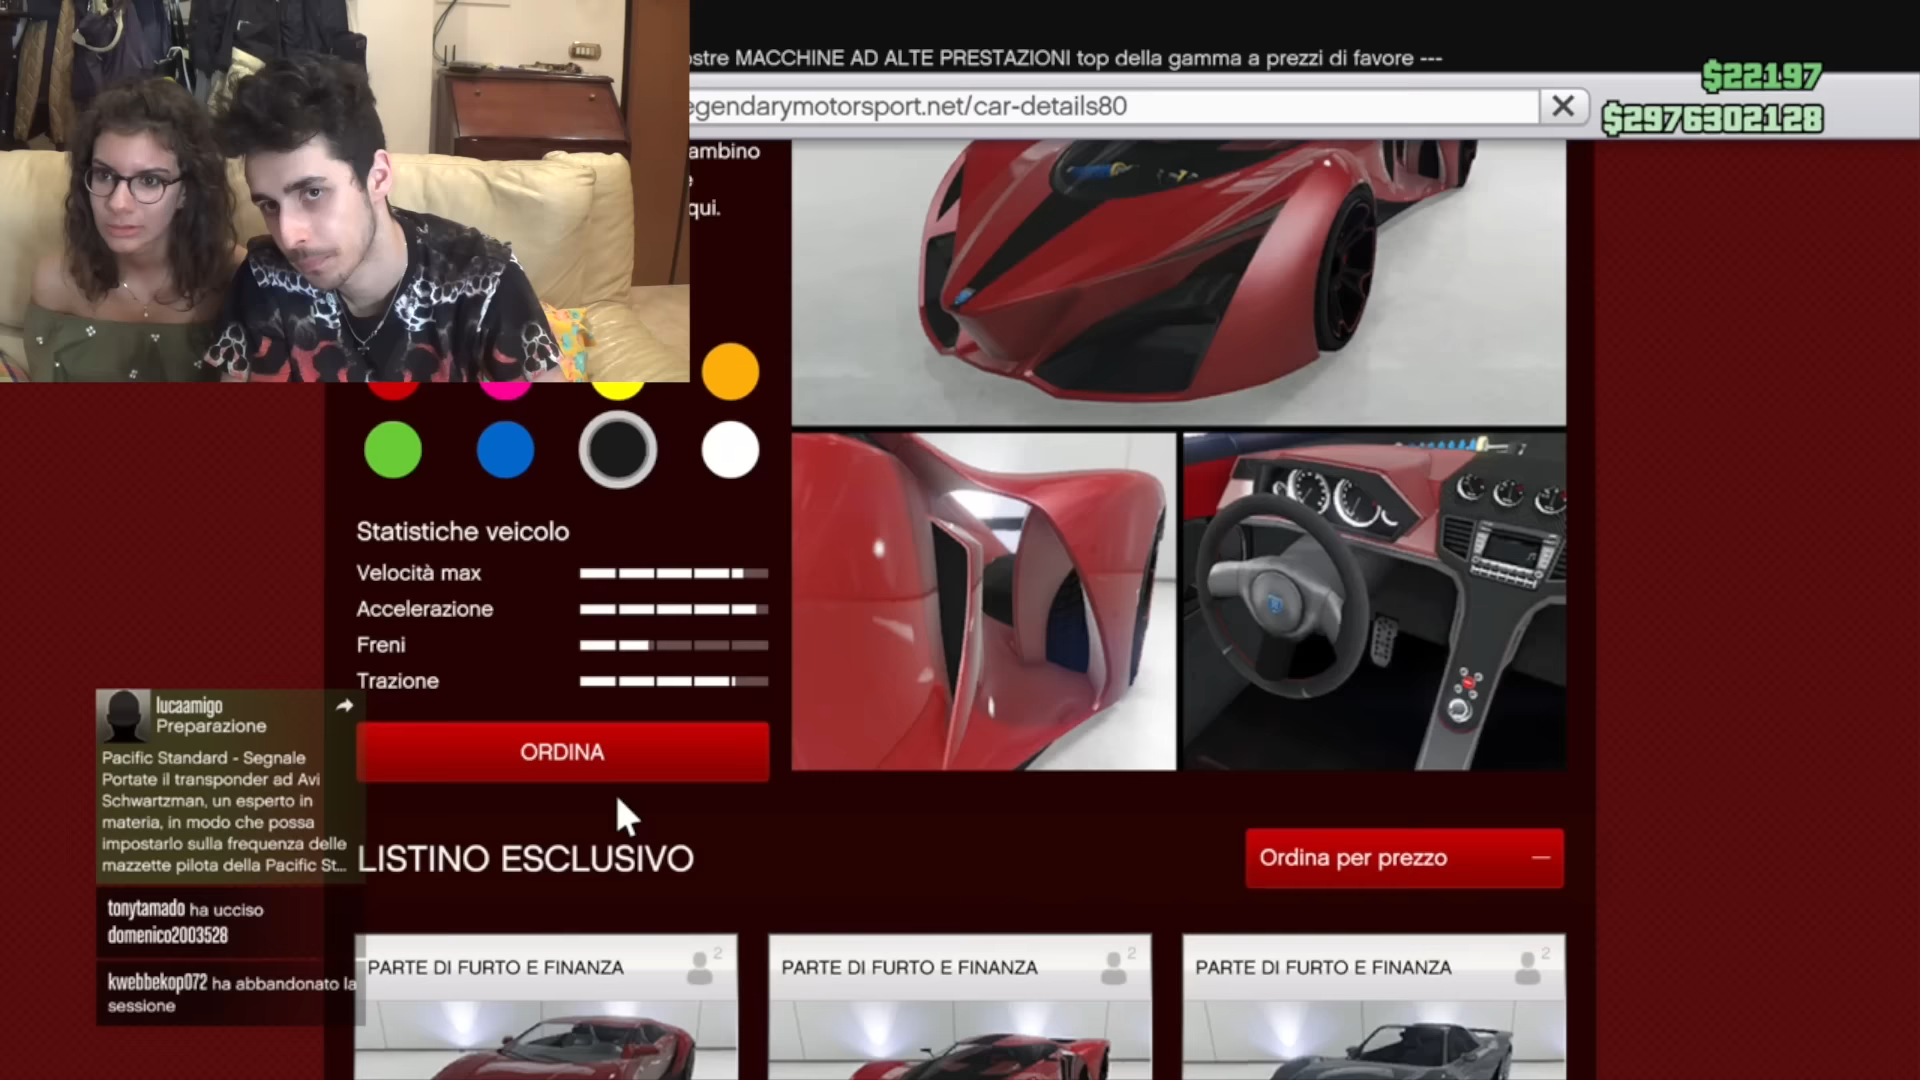 ostre MACCHINE AD ALTE PRESTAZIONI top della gamma a prezzi di favore ---
$22197
$2976302128
egendarymotorsport.net/car-details80
ambino
qui.
Statistiche veicolo
Velocità max
Accelerazione
Freni
Trazione
ORDINA
lucaamigo
Preparazione
Pacific Standard - Segnale
Portate il transponder ad Avi
Schwartzman, un esperto in
materia, in modo che possa
impostarlo sulla frequenza delle
mazzette pilota della Pacific St...
tonytamado ha ucciso
domenico2003528
kwebbekop072 ha abbandonato la
sessione
LISTINO ESCLUSIVO
Ordina per prezzo
PARTE DI FURTO E FINANZA
2
PARTE DI FURTO E FINANZA
2
PARTE DI FURTO E FINANZA
2